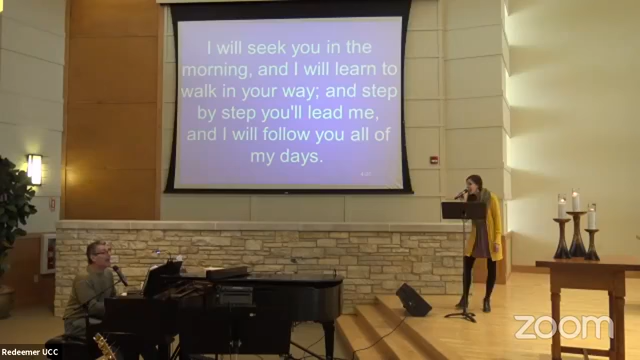 I will seek you in the
morning, and I will learn to
walk in your way; and step
by step you'll lead me,
and I will follow you all of
my days.
Redeemer UCC
zoom